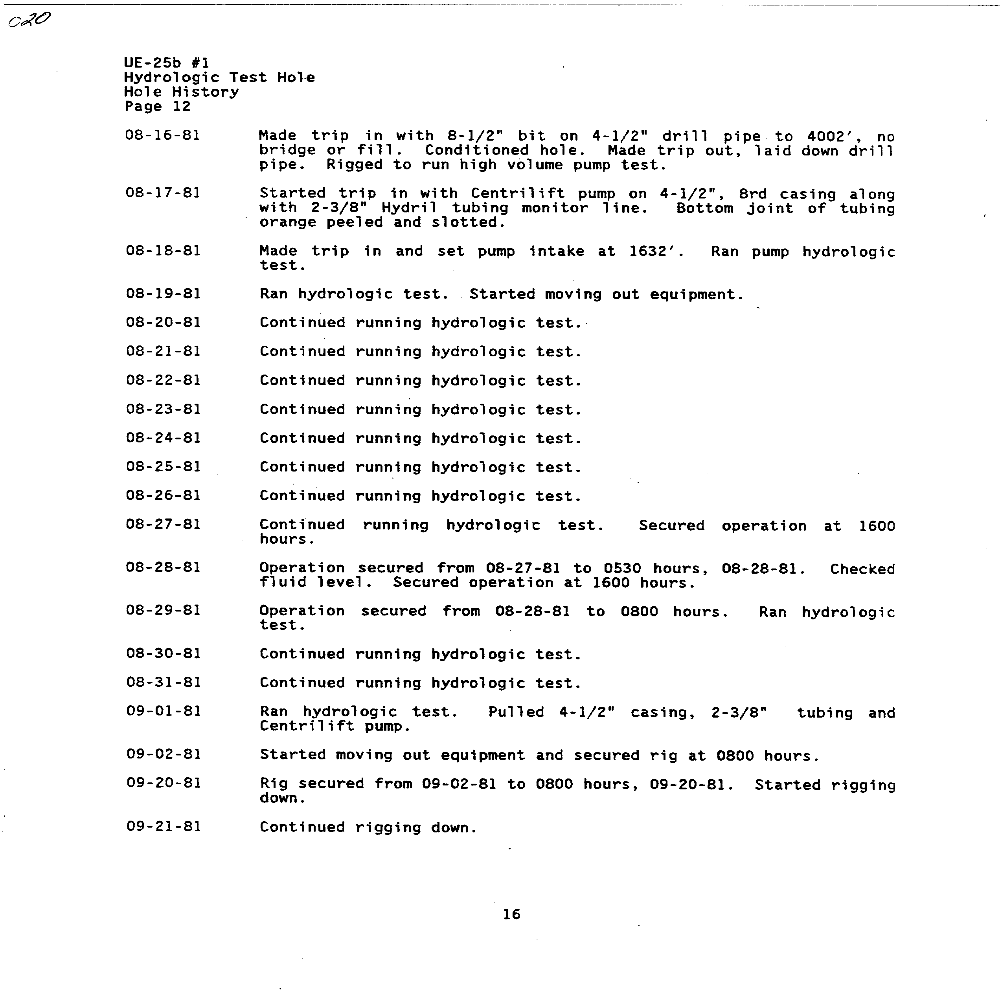 C20
UE-25b #1
Hydrologic Test Hole
Hole History
Page 12
08-16-81 Made trip in with 8-1/2" bit on 4-1/2" drill pipe to 4002', no
bridge or fill. Conditioned hole. Made trip out, laid down drill
pipe. Rigged to run high volume pump test.
08-17-81 Started trip in with Centrilift pump on 4-1/2", 8rd casing along
with 2-3/8" Hydril tubing monitor line. Bottom joint of tubing
orange peeled and slotted.
08-18-81 Made trip in and set pump intake at 1632'. Ran pump hydrologic
test.
08-19-81 Ran hydrologic test. Started moving out equipment.
08-20-81 Continued running hydrologic test.
08-21-81 Continued running hydrologic test.
08-22-81 Continued running hydrologic test.
08-23-81 Continued running hydrologic test.
08-24-81 Continued running hydrologic test.
08-25-81 Continued running hydrologic test.
08-26-81 Continued running hydrologic test.
08-27-81 Continued running hydrologic test. Secured operation at 1600
hours.
08-28-81 Operation secured from 08-27-81 to 0530 hours, 08-28-81. Checked
fluid level. Secured operation at 1600 hours.
08-29-81 Operation secured from 08-28-81 to 0800 hours. Ran hydrologic
test.
08-30-81 Continued running hydrologic test.
08-31-81 Continued running hydrologic test.
09-01-81 Ran hydrologic test. Pulled 4-1/2" casing, 2-3/8" tubing and
Centrilift pump.
09-02-81 Started moving out equipment and secured rig at 0800 hours.
09-20-81 Rig secured from 09-02-81 to 0800 hours, 09-20-81. Started rigging
down.
09-21-81 Continued rigging down.
16